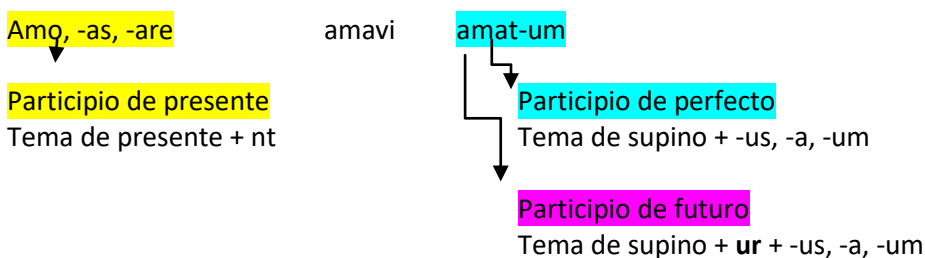 Amo, -as, -are amavi amat-um
Participio de presente Participio de perfecto
Tema de presente + nt Tema de supino + -us, -a, -um
Participio de futuro
Tema de supino + ur + -us, -a, -um